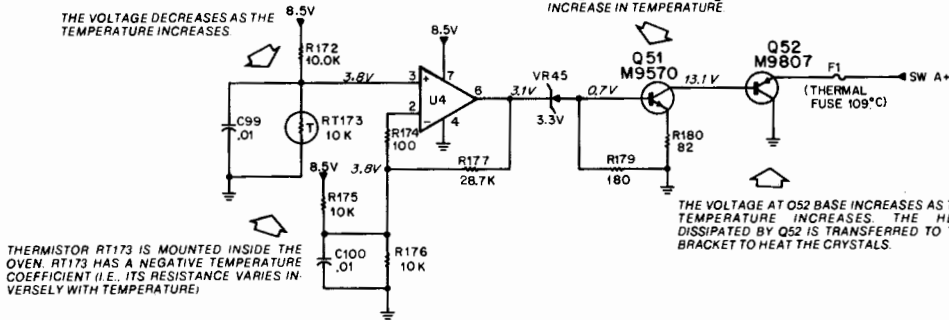 THE VOLTAGE DECREASES AS THE
TEMPERATURE INCREASES.
8.5V
R172
10.0K
3.8V
C99
.01
T
RT173
10K
8.5V
3
7
+
U4
6
2
−
4
R174
100
3.8V
R177
28.7K
8.5V
R175
10K
C100
.01
R176
10K
THERMISTOR RT173 IS MOUNTED INSIDE THE
OVEN. RT173 HAS A NEGATIVE TEMPERATURE
COEFFICIENT (I.E., ITS RESISTANCE VARIES IN-
VERSELY WITH TEMPERATURE)
INCREASE IN TEMPERATURE.
3.1V
VR45
3.3V
0.7V
Q51
M9570
13.1V
R180
82
R179
180
Q52
M9807
F1
(THERMAL
FUSE 109°C)
SW A+
THE VOLTAGE AT Q52 BASE INCREASES AS
TEMPERATURE INCREASES. THE
DISSIPATED BY Q52 IS TRANSFERRED TO
BRACKET TO HEAT THE CRYSTALS.